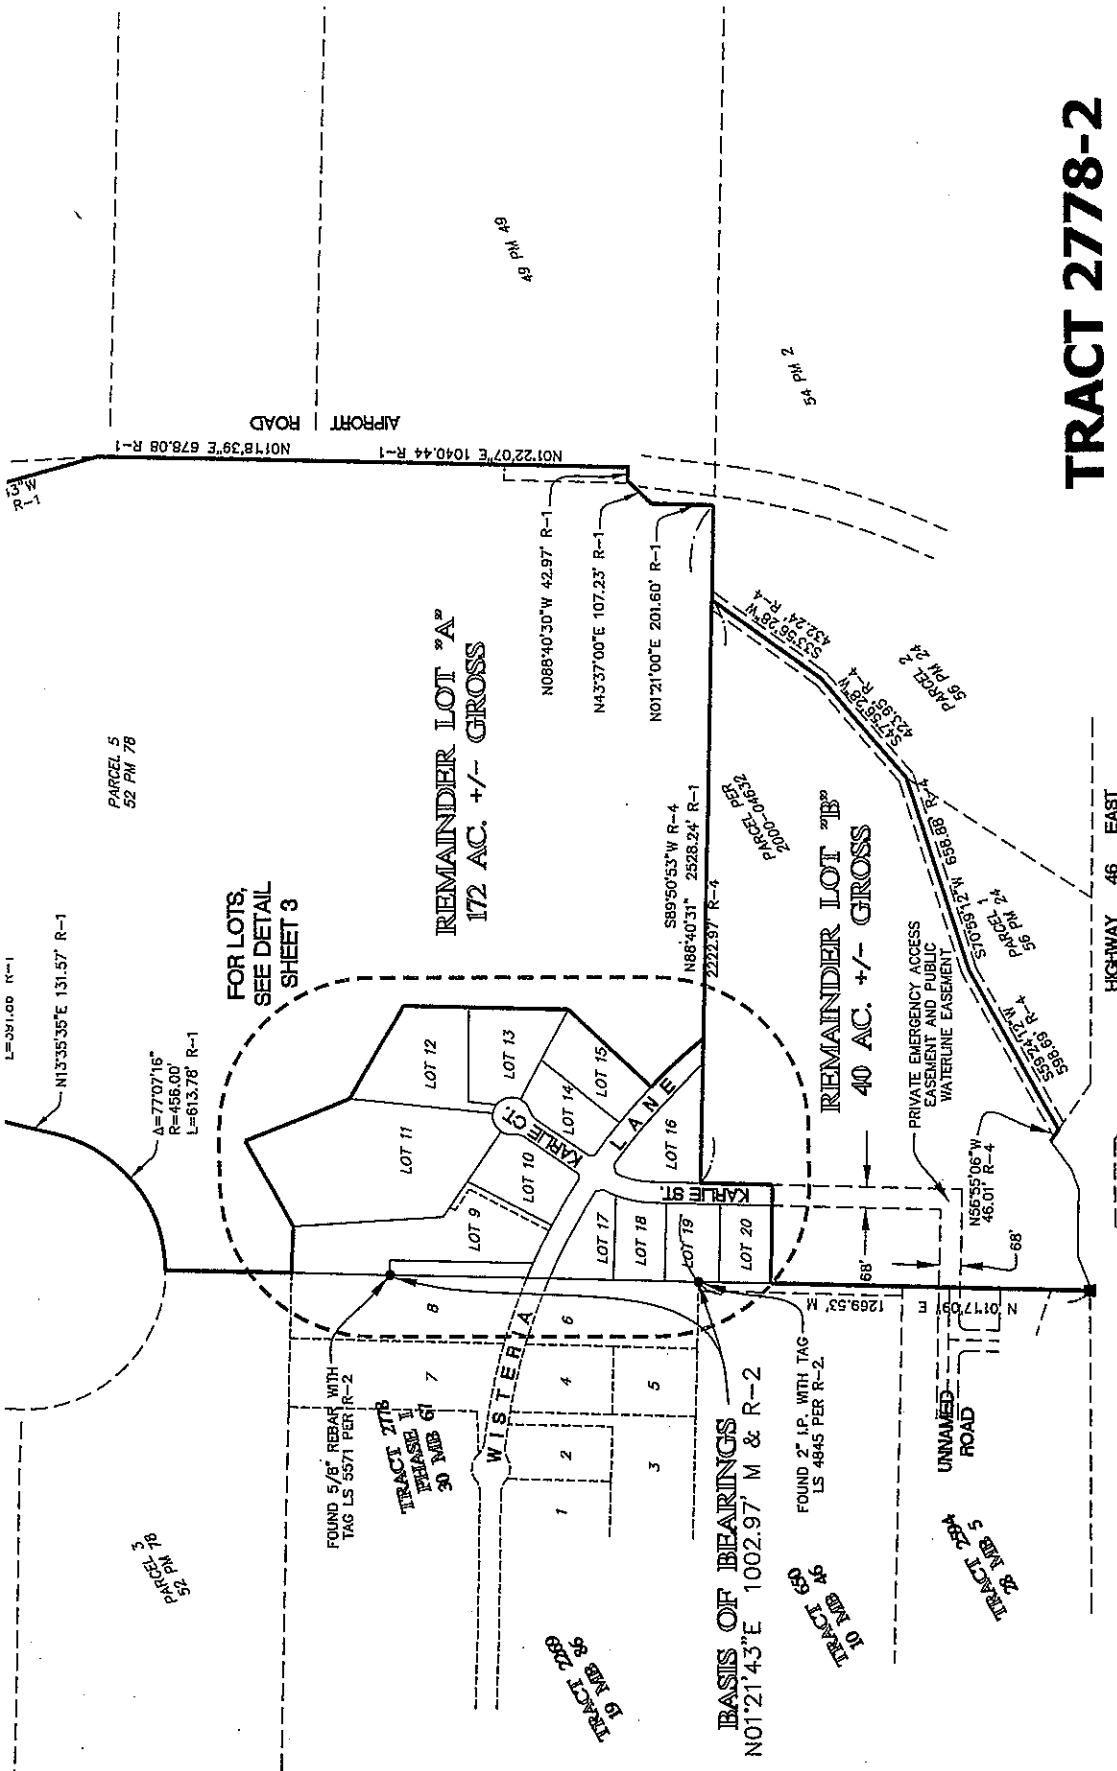 L=391.00 R-1
N13°35'35"E 131.57' R-1
Δ=77°07'16"
R=456.00'
L=613.78' R-1
13"W
R-1
PARCEL 3
52 PM 78
PARCEL 5
52 PM 78
FOR LOTS,
SEE DETAIL
SHEET 3
N01°18'39"E 678.08 R-1
N01°22'07"E 1040.44 R-1
AIPRORT
ROAD
49 PM 49
54 PM 2
REMAINDER LOT "A"
172 AC. +/- GROSS
N088°40'30"W 42.97' R-1
N43°37'00"E 107.23' R-1
N01°21'00"E 201.60' R-1
FOUND 5/8" REBAR WITH
TAG LS 5571 PER R-2
TRACT 2778
PHASE II
30 MB 67
LOT 9
LOT 10
LOT 11
LOT 12
LOT 13
LOT 14
LOT 15
LOT 16
LOT 17
LOT 18
LOT 19
LOT 20
KARLIE CT.
KARLIE ST.
WISTERIA
LANE
1
2
3
3
4
5
6
7
8
TRACT 2269
19 MB 86
BASIS OF BEARINGS
N01°21'43"E 1002.97' M & R-2
FOUND 2" I.P. WITH TAG
LS 4845 PER R-2.
S89°50'53"W R-4
N88°40'31" 2528.24' R-1
2222.97' R-4
PARCEL PER
2000-04632
REMAINDER LOT "B"
40 AC. +/- GROSS
PRIVATE EMERGENCY ACCESS
EASEMENT AND PUBLIC
WATERLINE EASEMENT
S33°56'28"W
432.24' R-4
S47°56'28"W
423.95' R-4
PARCEL 2
56 PM 24
S70°59'12"W 658.88 R-4
PARCEL 1
56 PM 24
S59°24'12"W
598.69' R-4
N56°55'06"W
46.01' R-4
68'
68'
N 01°17'09" E
1269.53' M
UNNAMED
ROAD
TRACT 650
10 MB 46
TRACT 2594
28 MB 5
HIGHWAY 46 EAST
TRACT 2778-2